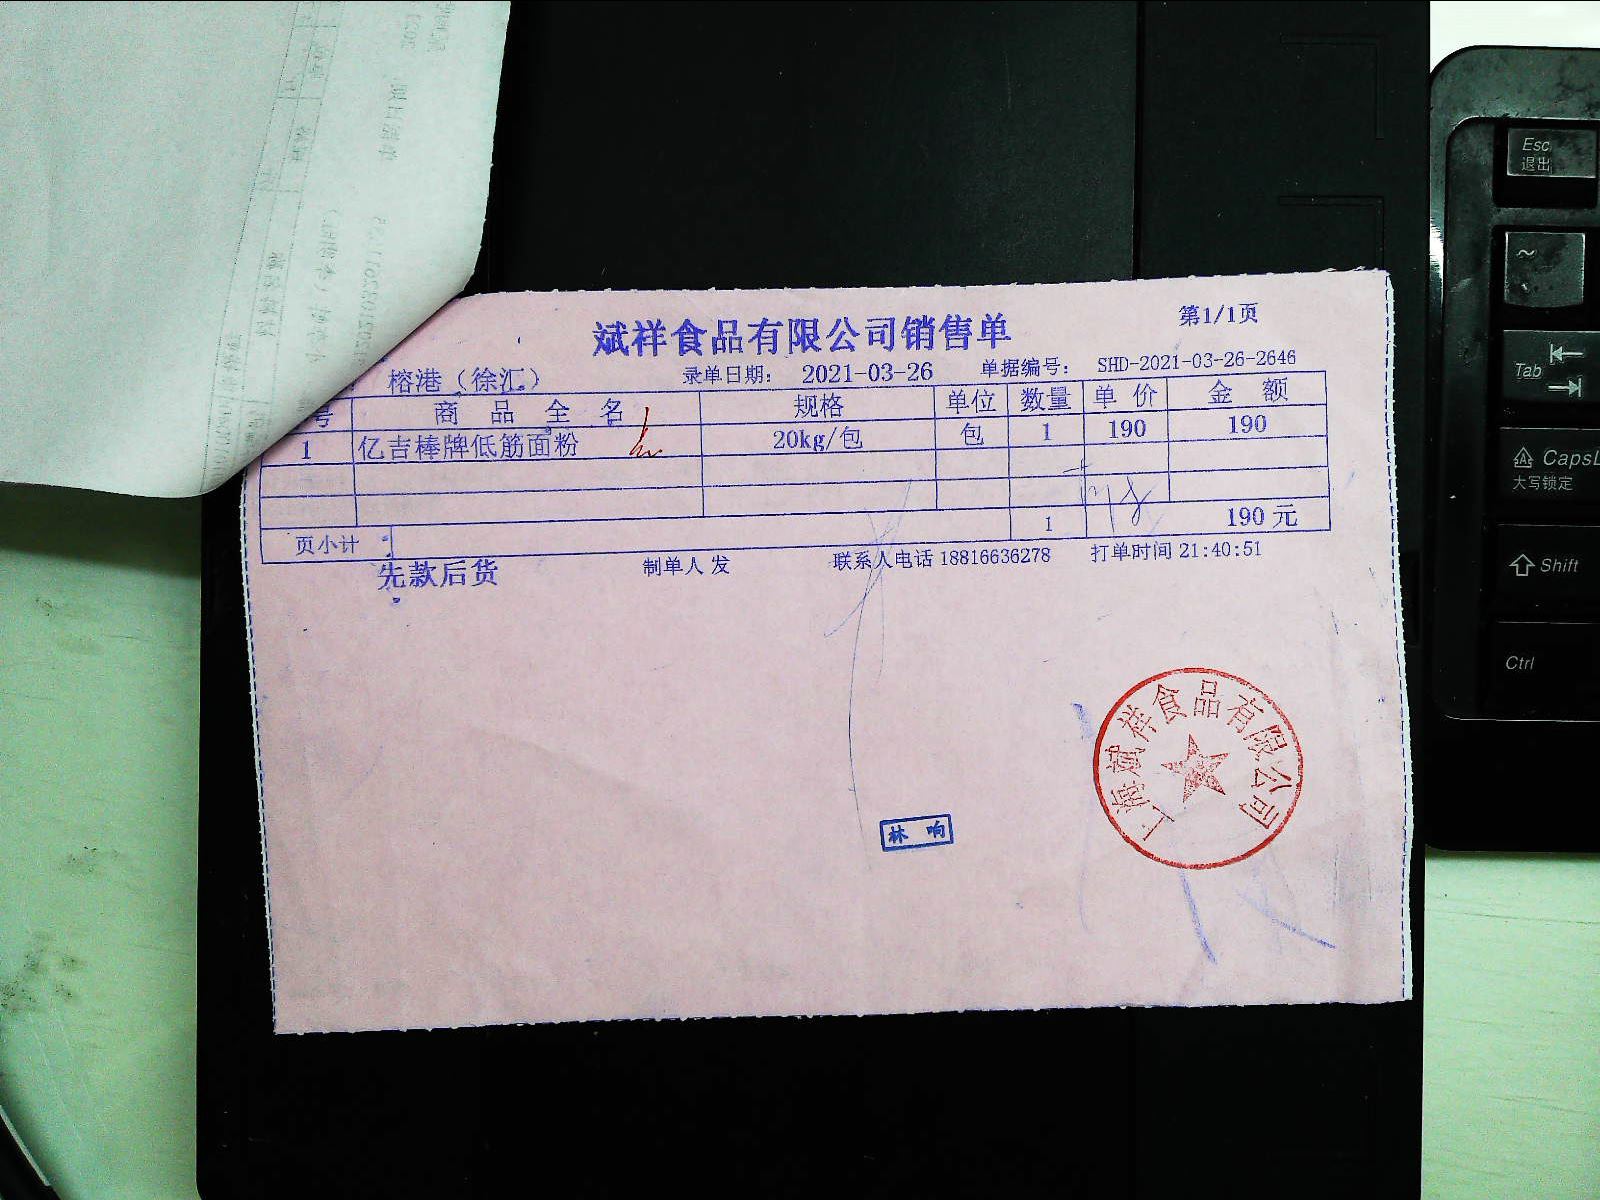 斌祥食品有限公司销售单
第1/1页
榕港（徐汇） 录单日期： 2021-03-26 单据编号： SHD-2021-03-26-2646
号 商品全名 规格 单位 数量 单价 金额
1 亿吉棒牌低筋面粉 20kg/包 包 1 190 190
页小计 1 190元
先款后货 制单人 发 联系人电话 18816636278 打单时间 21:40:51
上海斌祥食品有限公司
林响
Esc
退出
~
Tab
CapsL
大写锁定
Shift
Ctrl